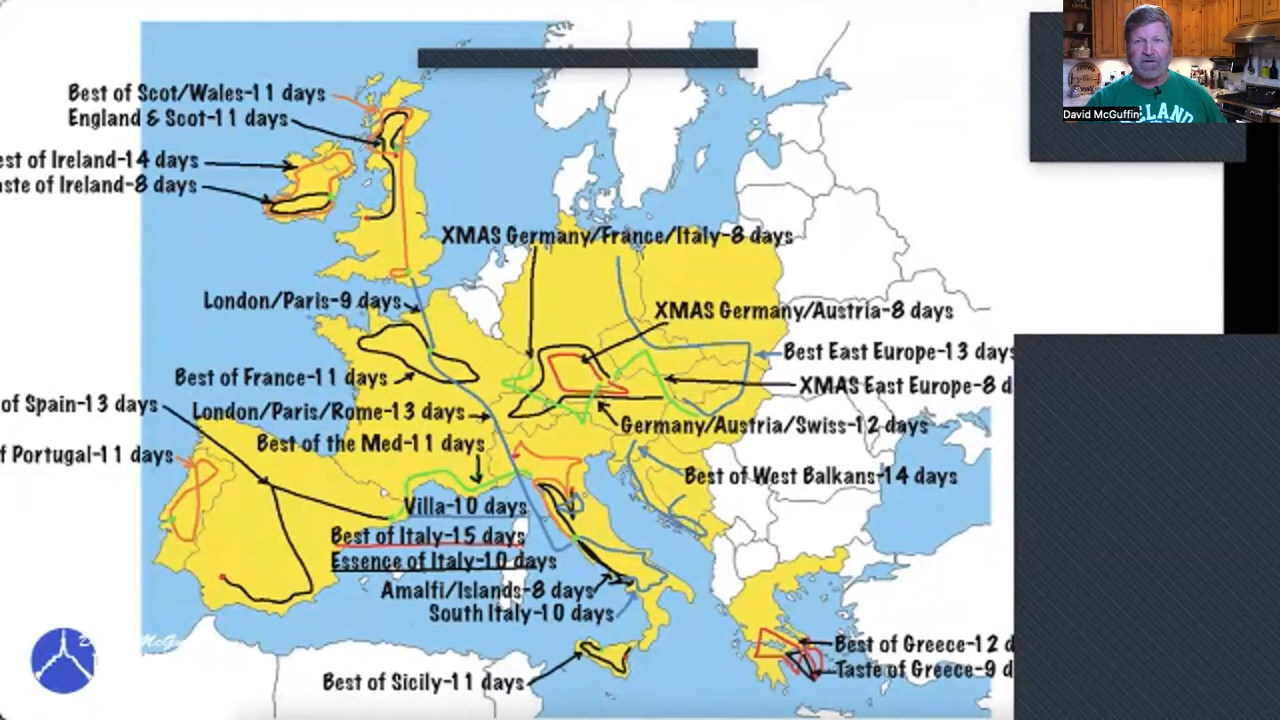 Best of Scot/Wales-11 days
England & Scot-11 days
est of Ireland-14 days
aste of Ireland-8 days
XMAS Germany/France/Italy-8 days
London/Paris-9 days
XMAS Germany/Austria-8 days
Best East Europe-13 days
Best of France-11 days
XMAS East Europe-8 d
of Spain-13 days
London/Paris/Rome-13 days
Germany/Austria/Swiss-12 days
Best of the Med-11 days
f Portugal-11 days
Best of West Balkans-14 days
Villa-10 days
Best of Italy-15 days
Essence of Italy-10 days
Amalfi/Islands-8 days
South Italy-10 days
Best of Greece-12 d
Taste of Greece-9 d
Best of Sicily-11 days
David McGuffin
ELAND